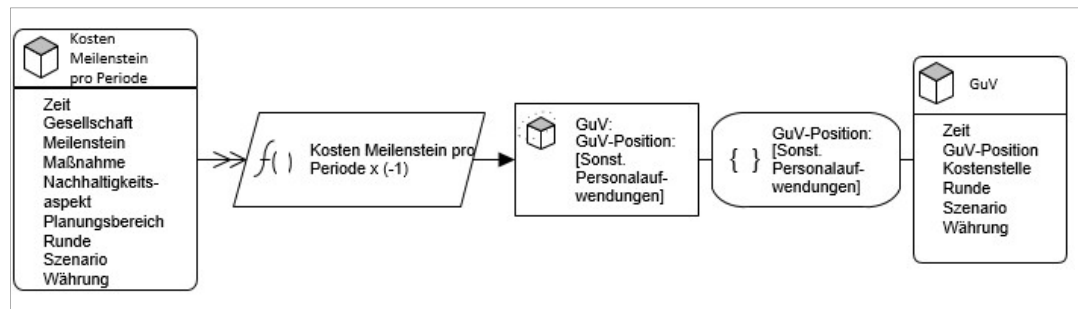 Kosten
Meilenstein
pro Periode
Zeit
Gesellschaft
Meilenstein
Maßnahme
Nachhaltigkeits-
aspekt
Planungsbereich
Runde
Szenario
Währung
f( )
Kosten Meilenstein pro
Periode x (-1)
GuV:
GuV-Position:
[Sonst.
Personalauf-
wendungen]
{ }
GuV-Position:
[Sonst.
Personalauf-
wendungen]
GuV
Zeit
GuV-Position
Kostenstelle
Runde
Szenario
Währung